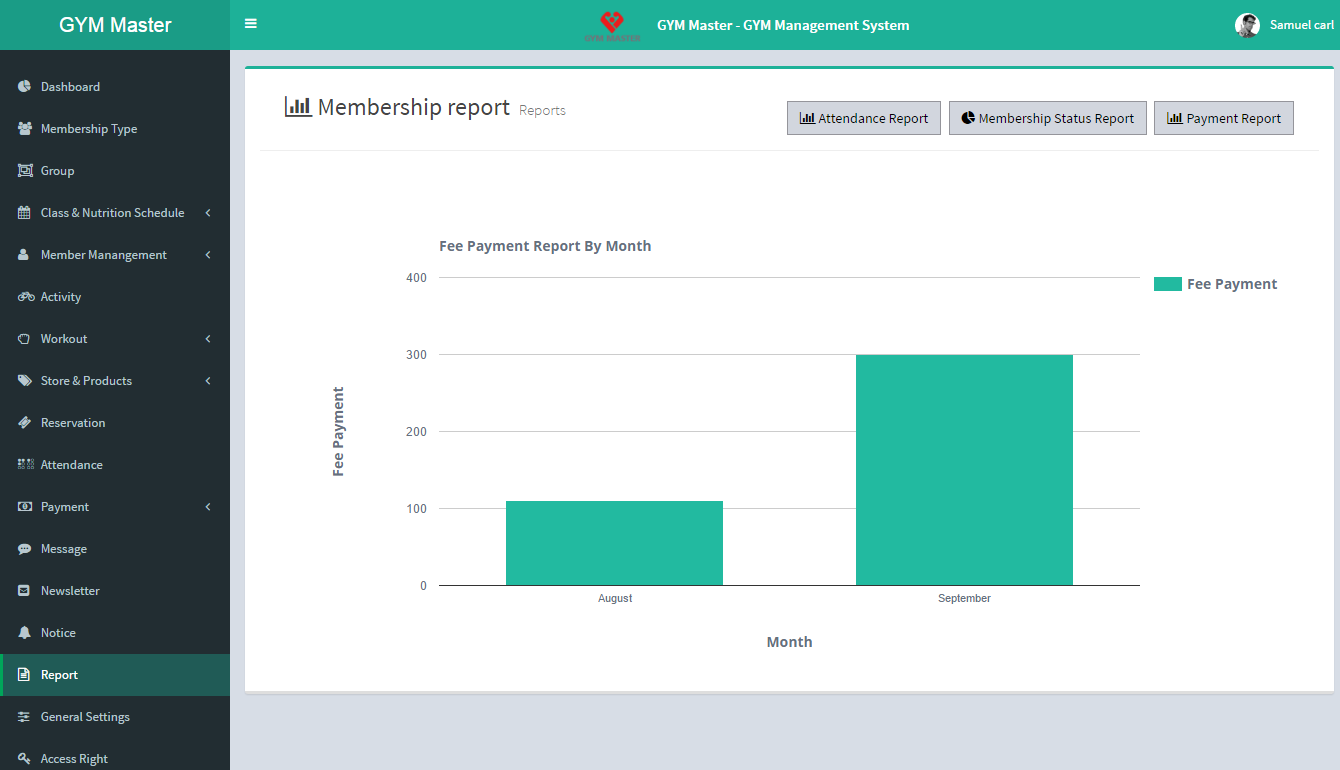 GYM Master
GYM MASTER
GYM Master - GYM Management System
Samuel carl
Dashboard
Membership Type
Group
Class & Nutrition Schedule
Member Manangement
Activity
Workout
Store & Products
Reservation
Attendance
Payment
Message
Newsletter
Notice
Report
General Settings
Access Right
Membership report Reports
Attendance Report
Membership Status Report
Payment Report
Fee Payment Report By Month
400
300
200
100
0
Fee Payment
August
September
Month
Fee Payment